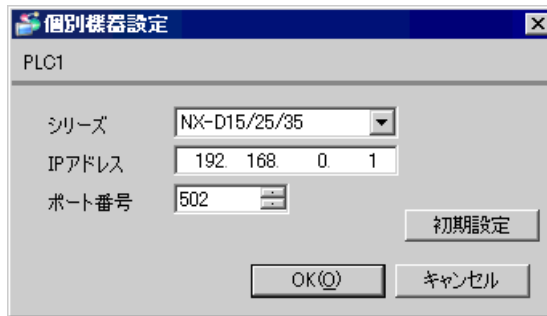 個別機器設定
PLC1
シリーズ NX-D15/25/35
IPアドレス 192. 168. 0. 1
ポート番号 502
初期設定
OK(O) キャンセル